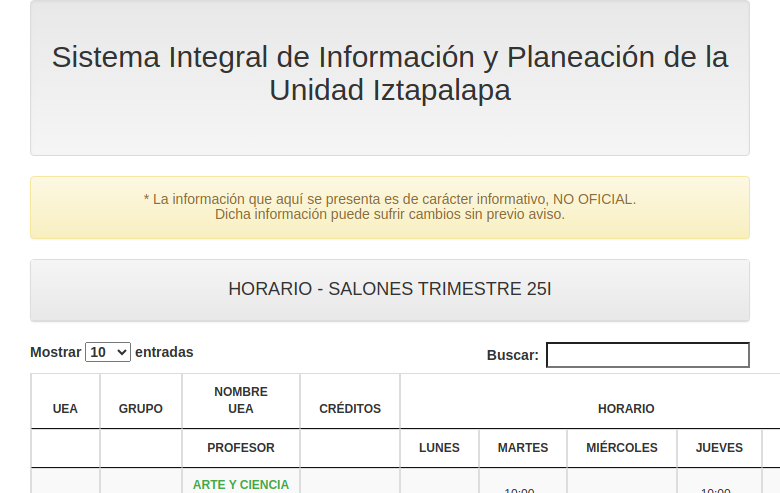 Sistema Integral de Información y Planeación de la
Unidad Iztapalapa
* La información que aquí se presenta es de carácter informativo, NO OFICIAL.
Dicha información puede sufrir cambios sin previo aviso.
HORARIO - SALONES TRIMESTRE 25I
Mostrar 10 entradas
Buscar:
UEA GRUPO NOMBRE UEA CRÉDITOS HORARIO
PROFESOR LUNES MARTES MIÉRCOLES JUEVES
ARTE Y CIENCIA
10:00 10:00